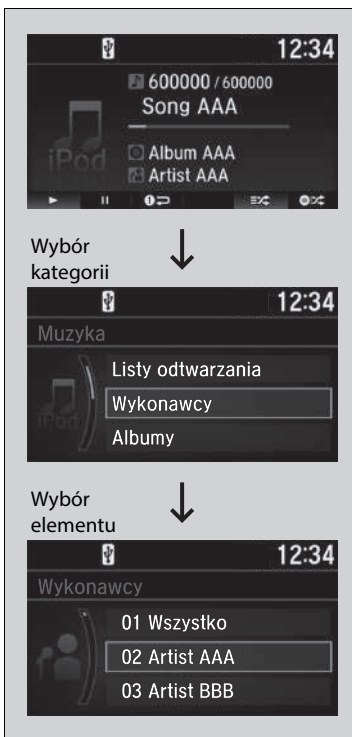 12:34
600000 / 600000
Song AAA
iPod
Album AAA
Artist AAA
Wybór
kategorii
12:34
Muzyka
Listy odtwarzania
Wykonawcy
iPod
Albumy
Wybór
elementu
12:34
Wykonawcy
01 Wszystko
02 Artist AAA
03 Artist BBB